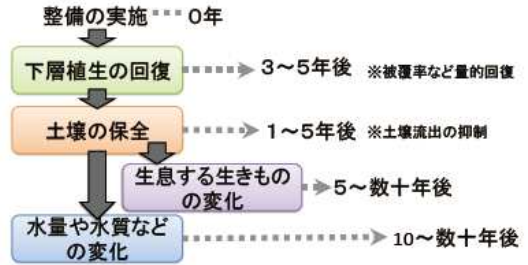 整備の実施 0年
下層植生の回復 3～5年後 ※被覆率など量的回復
土壌の保全 1～5年後 ※土壌流出の抑制
生息する生きもの
の変化 5～数十年後
水量や水質など
の変化 10～数十年後